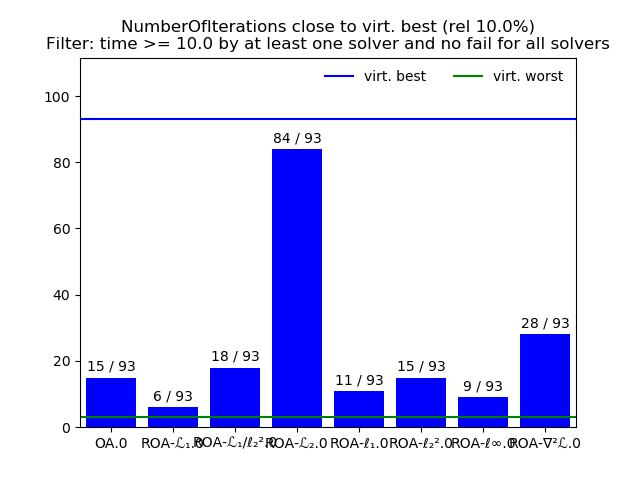 NumberOfIterations close to virt. best (rel 10.0%)
Filter: time >= 10.0 by at least one solver and no fail for all solvers
virt. best virt. worst
100
80
60
40
20
0
15 / 93
6 / 93
18 / 93
84 / 93
11 / 93
15 / 93
9 / 93
28 / 93
OA.0 ROA-ℒ₁.0 ROA-ℒ₁/ℓ₂².0 ROA-ℒ₂.0 ROA-ℓ₁.0 ROA-ℓ₂².0 ROA-ℓ∞.0 ROA-∇²ℒ.0